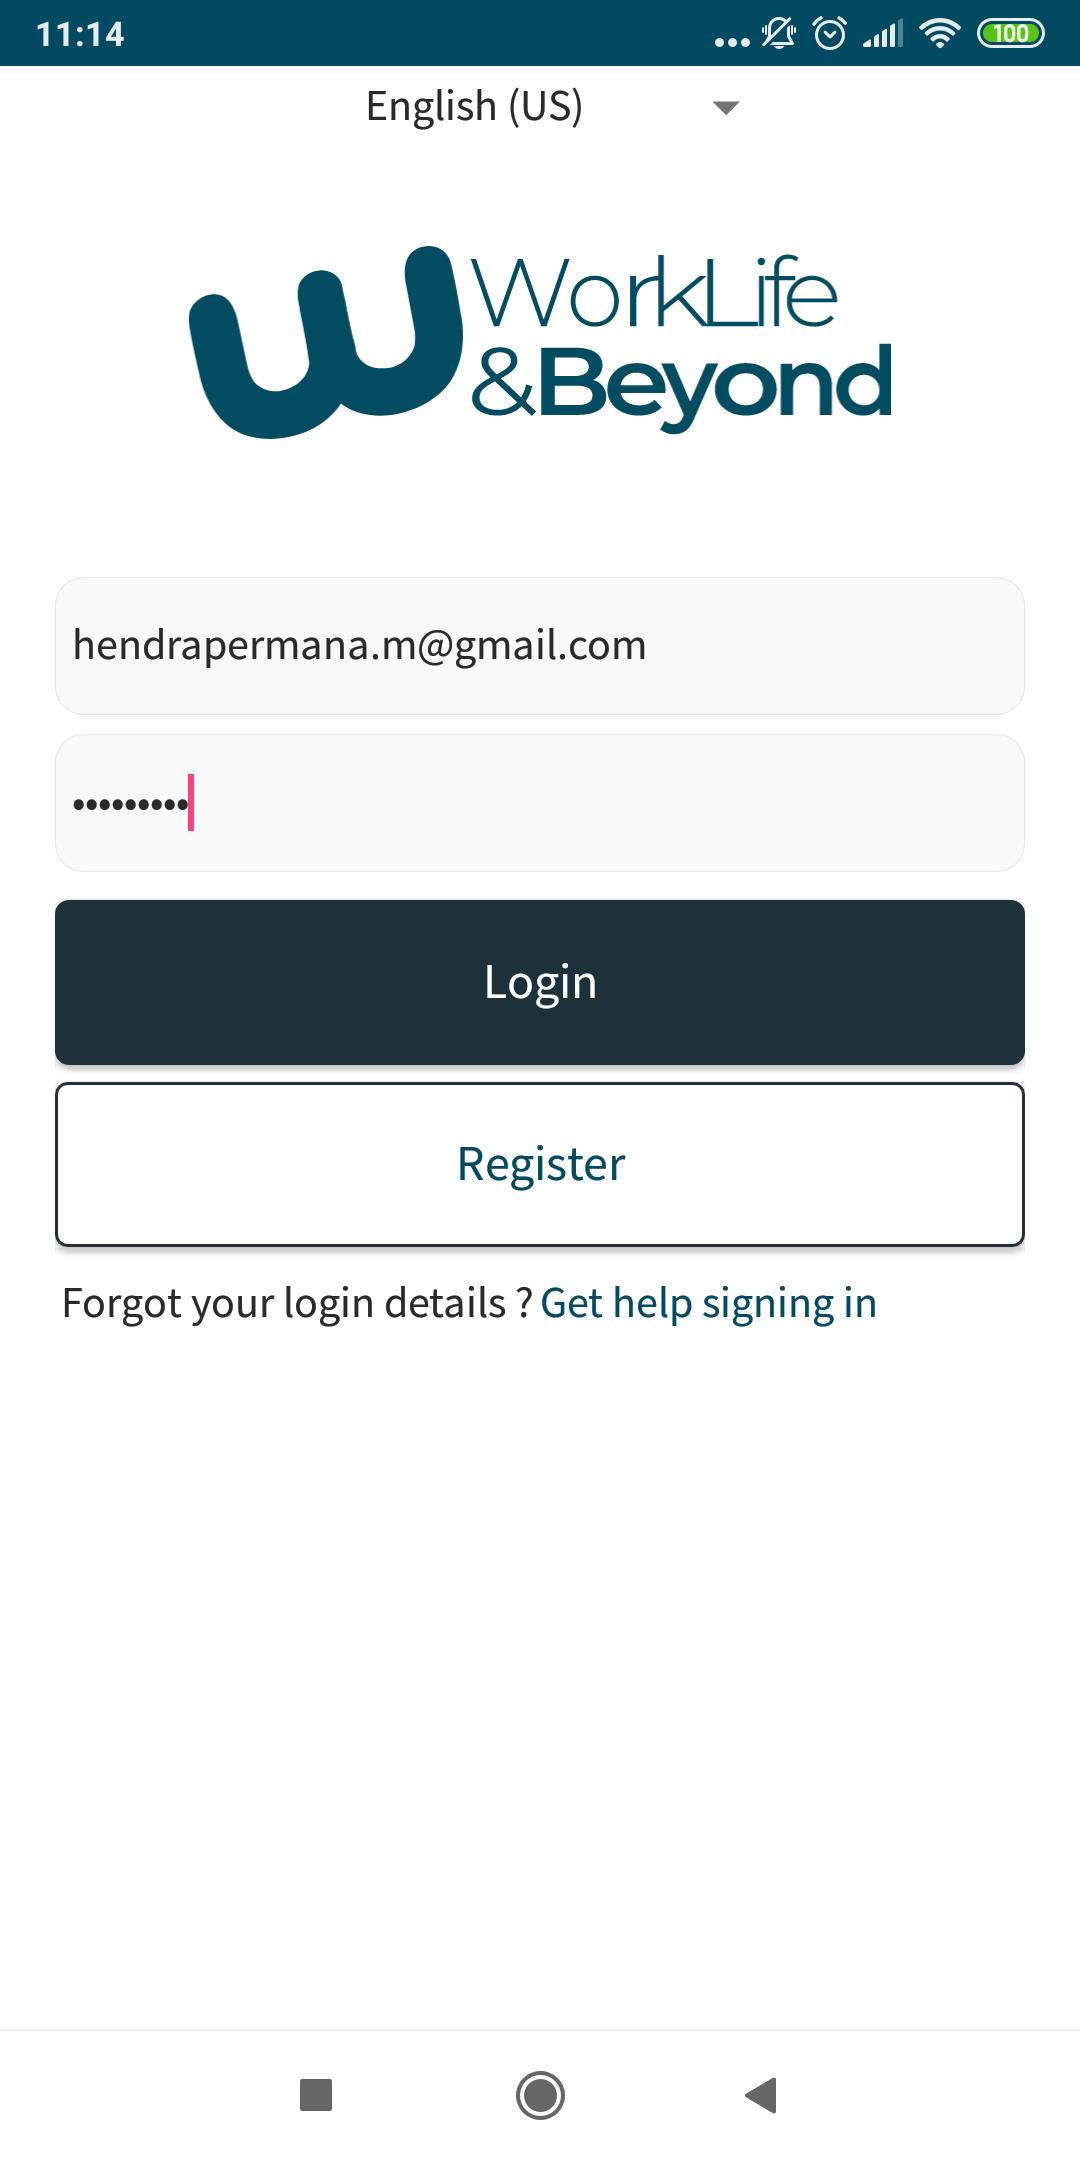 11:14
100
English (US)
WorkLife
&Beyond
hendrapermana.m@gmail.com
•••••••••
Login
Register
Forgot your login details ? Get help signing in